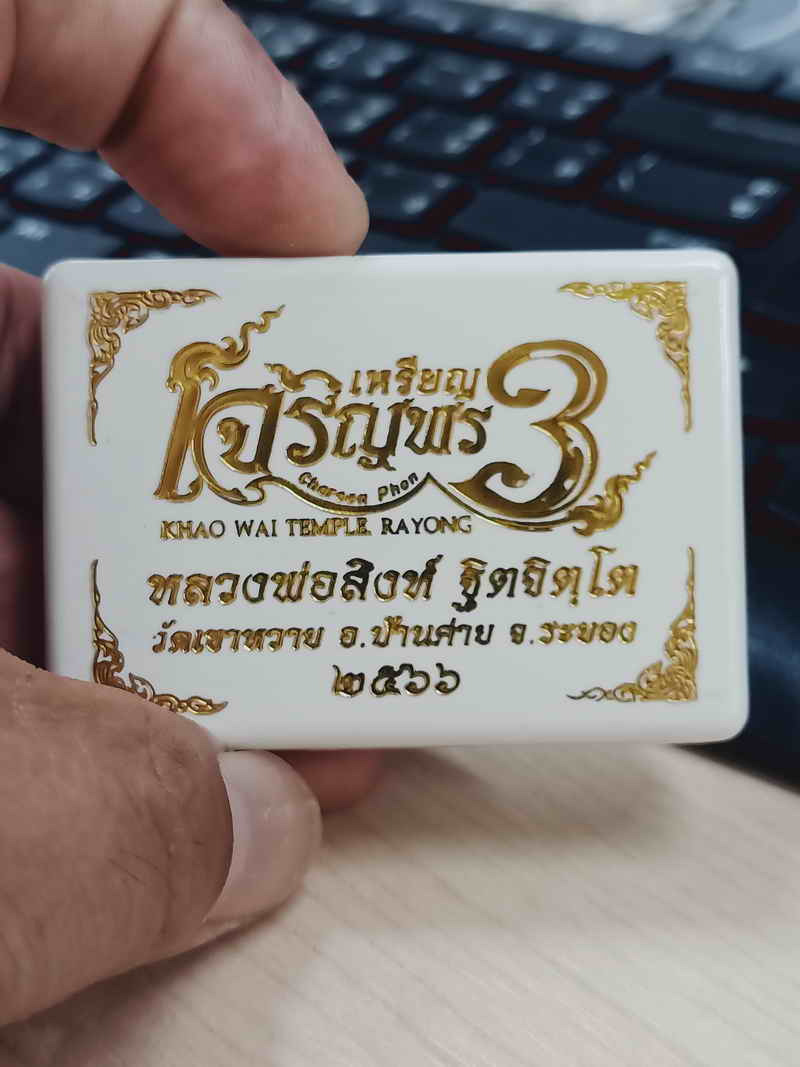 เหรียญ
เจริญพร 3
Charoen Phon
KHAO WAI TEMPLE. RAYONG
หลวงพ่อสิงห์ ฐิตจิตฺโต
วัดเขาหวาย อ.บ้านค่าย จ.ระยอง
๒๕๖๖